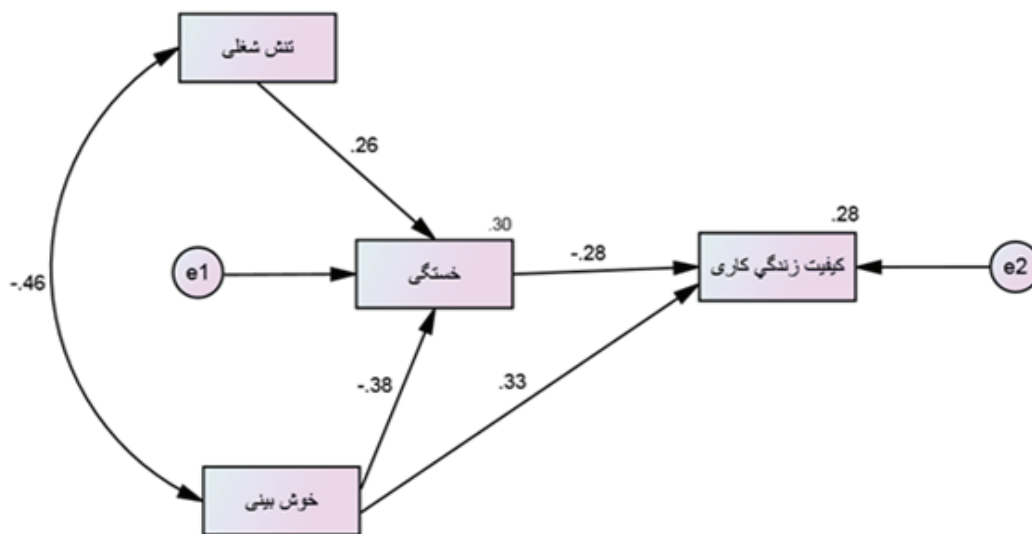 تنش شغلی
.26
.30
.28
-.46
e1
خستگی
-.28
کیفیت زندگي کاری
e2
-.38
.33
خوش بینی